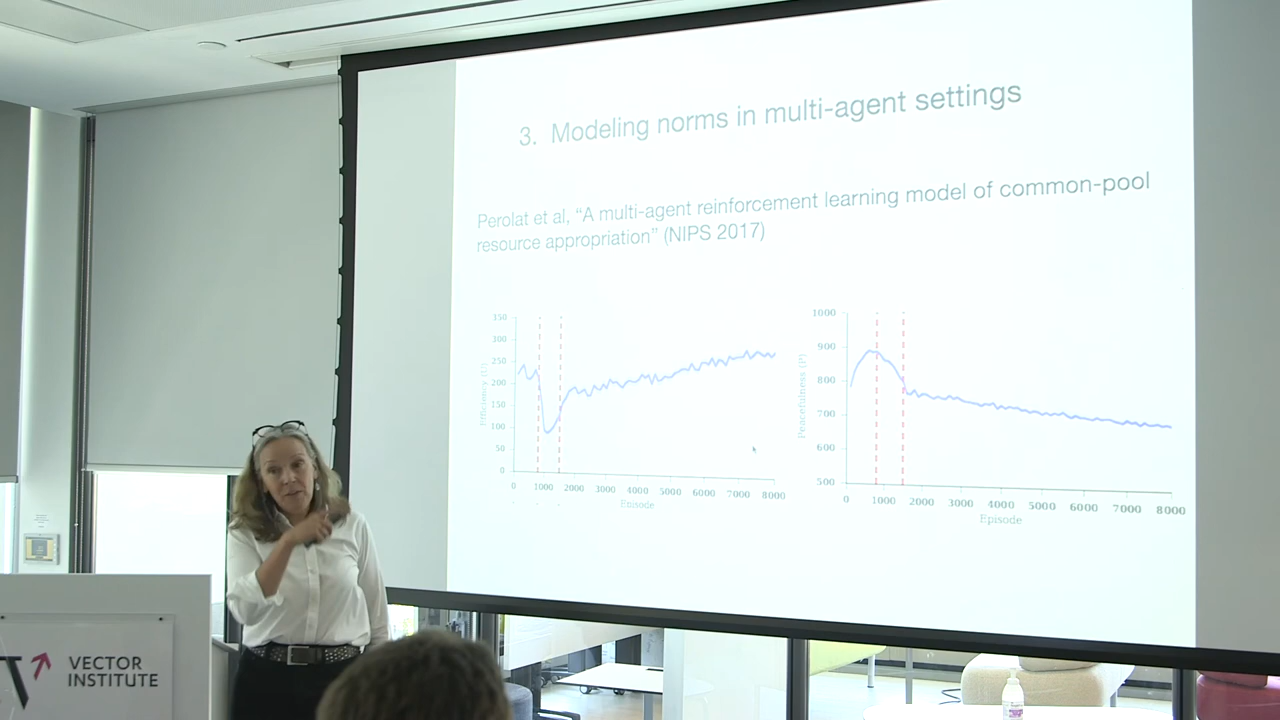 3. Modeling norms in multi-agent settings
Perolat et al, “A multi-agent reinforcement learning model of common-pool
resource appropriation” (NIPS 2017)
350
300
250
200
150
100
50
0
Efficiency (U)
0 1000 2000 3000 4000 5000 6000 7000 8000
Episode
1000
900
800
700
600
500
Peacefulness (P)
0 1000 2000 3000 4000 5000 6000 7000 8000
Episode
VECTOR
INSTITUTE